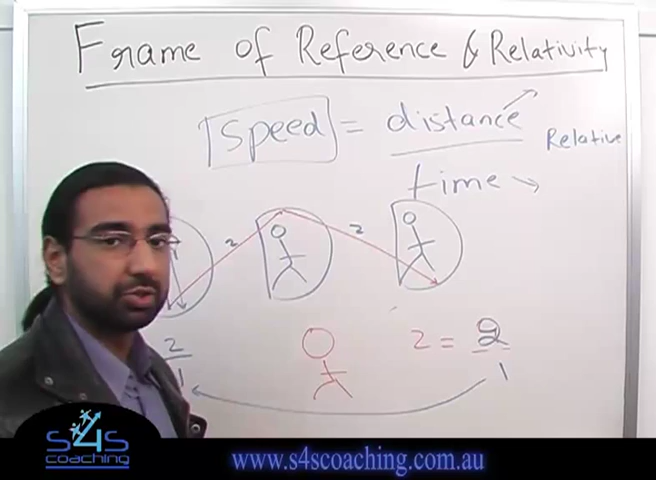 Frame of Reference & Relativity
Speed = distance
time
Relative
2
2
1
2
1
2 = 2
1
S4S
coaching
www.s4scoaching.com.au